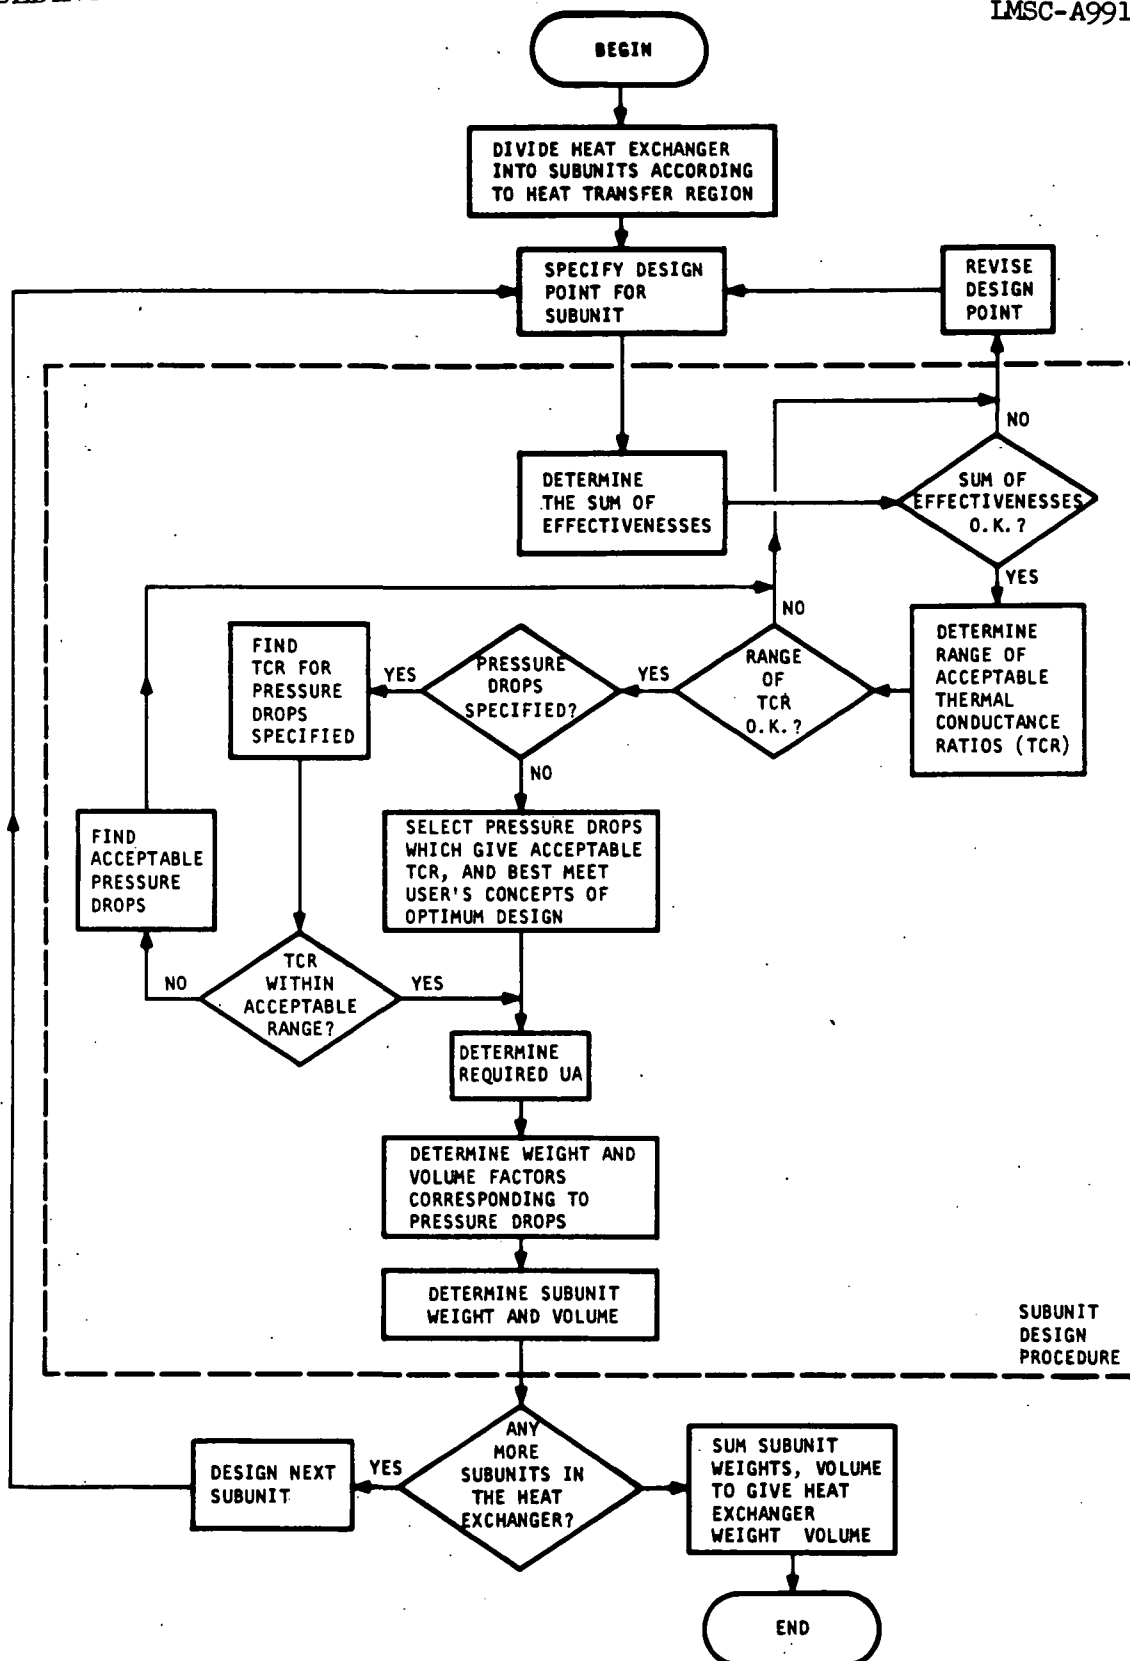 LMSC-A991
BEGIN
DIVIDE HEAT EXCHANGER
INTO SUBUNITS ACCORDING
TO HEAT TRANSFER REGION
SPECIFY DESIGN
POINT FOR
SUBUNIT
REVISE
DESIGN
POINT
NO
DETERMINE
THE SUM OF
EFFECTIVENESSES
SUM OF
EFFECTIVENESSES
O.K.?
YES
NO
FIND
TCR FOR
PRESSURE
DROPS
SPECIFIED
YES
PRESSURE
DROPS
SPECIFIED?
YES
RANGE
OF
TCR
O.K.?
DETERMINE
RANGE OF
ACCEPTABLE
THERMAL
CONDUCTANCE
RATIOS (TCR)
NO
FIND
ACCEPTABLE
PRESSURE
DROPS
SELECT PRESSURE DROPS
WHICH GIVE ACCEPTABLE
TCR, AND BEST MEET
USER'S CONCEPTS OF
OPTIMUM DESIGN
NO
TCR
WITHIN
ACCEPTABLE
RANGE?
YES
DETERMINE
REQUIRED UA
DETERMINE WEIGHT AND
VOLUME FACTORS
CORRESPONDING TO
PRESSURE DROPS
DETERMINE SUBUNIT
WEIGHT AND VOLUME
SUBUNIT
DESIGN
PROCEDURE
DESIGN NEXT
SUBUNIT
YES
ANY
MORE
SUBUNITS IN
THE HEAT
EXCHANGER?
SUM SUBUNIT
WEIGHTS, VOLUME
TO GIVE HEAT
EXCHANGER
WEIGHT VOLUME
END